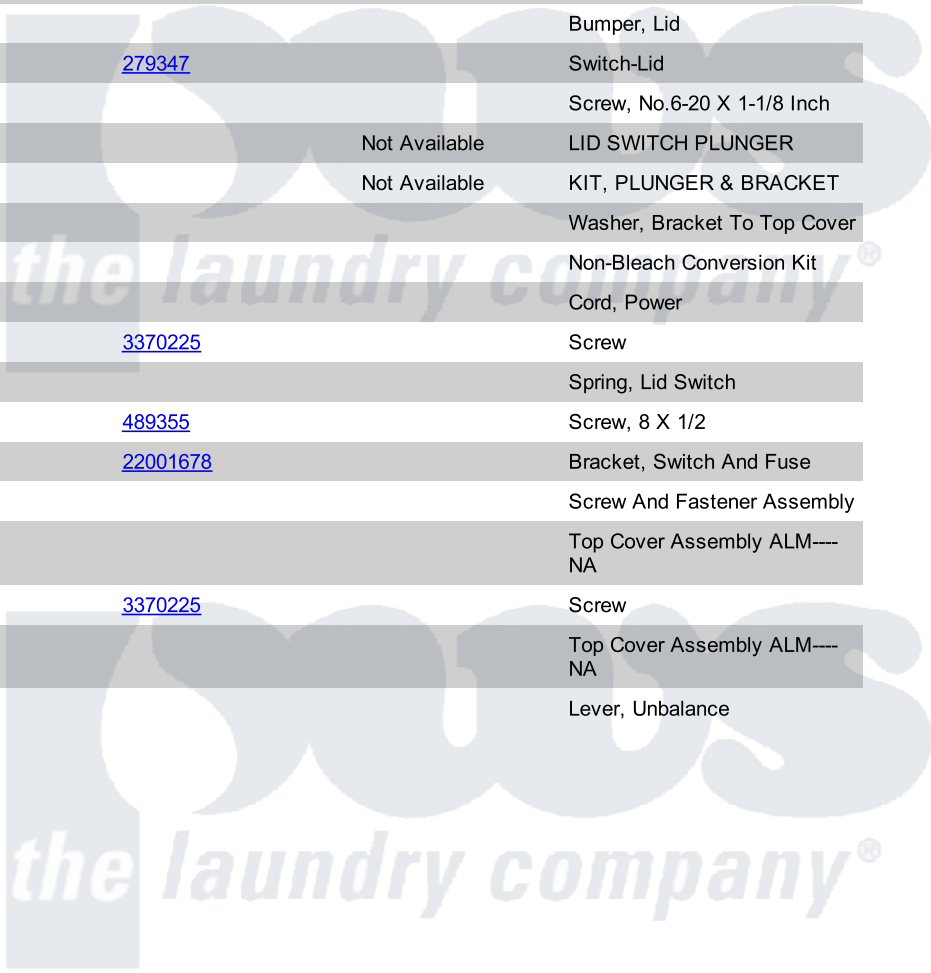 Bumper, Lid
279347 Switch-Lid
Screw, No.6-20 X 1-1/8 Inch
Not Available LID SWITCH PLUNGER
Not Available KIT, PLUNGER & BRACKET
Washer, Bracket To Top Cover
Non-Bleach Conversion Kit
Cord, Power
3370225 Screw
Spring, Lid Switch
489355 Screw, 8 X 1/2
22001678 Bracket, Switch And Fuse
Screw And Fastener Assembly
Top Cover Assembly ALM----
NA
3370225 Screw
Top Cover Assembly ALM----
NA
Lever, Unbalance
pws
the laundry company®
pws
the laundry company®